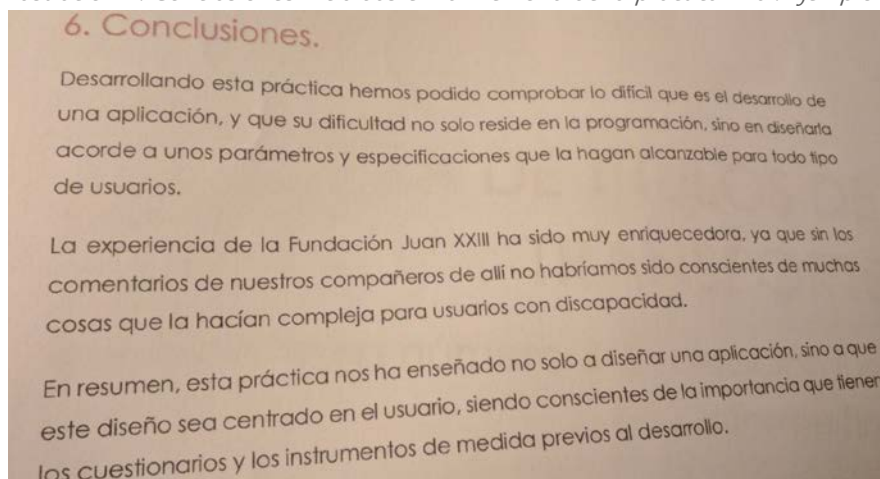 6. Conclusiones.
Desarrollando esta práctica hemos podido comprobar lo difícil que es el desarrollo de
una aplicación, y que su dificultad no solo reside en la programación, sino en diseñarla
acorde a unos parámetros y especificaciones que la hagan alcanzable para todo tipo
de usuarios.
La experiencia de la Fundación Juan XXIII ha sido muy enriquecedora, ya que sin los
comentarios de nuestros compañeros de allí no habríamos sido conscientes de muchas
cosas que la hacían compleja para usuarios con discapacidad.
En resumen, esta práctica nos ha enseñado no solo a diseñar una aplicación, sino a que
este diseño sea centrado en el usuario, siendo conscientes de la importancia que tienen
los cuestionarios y los instrumentos de medida previos al desarrollo.